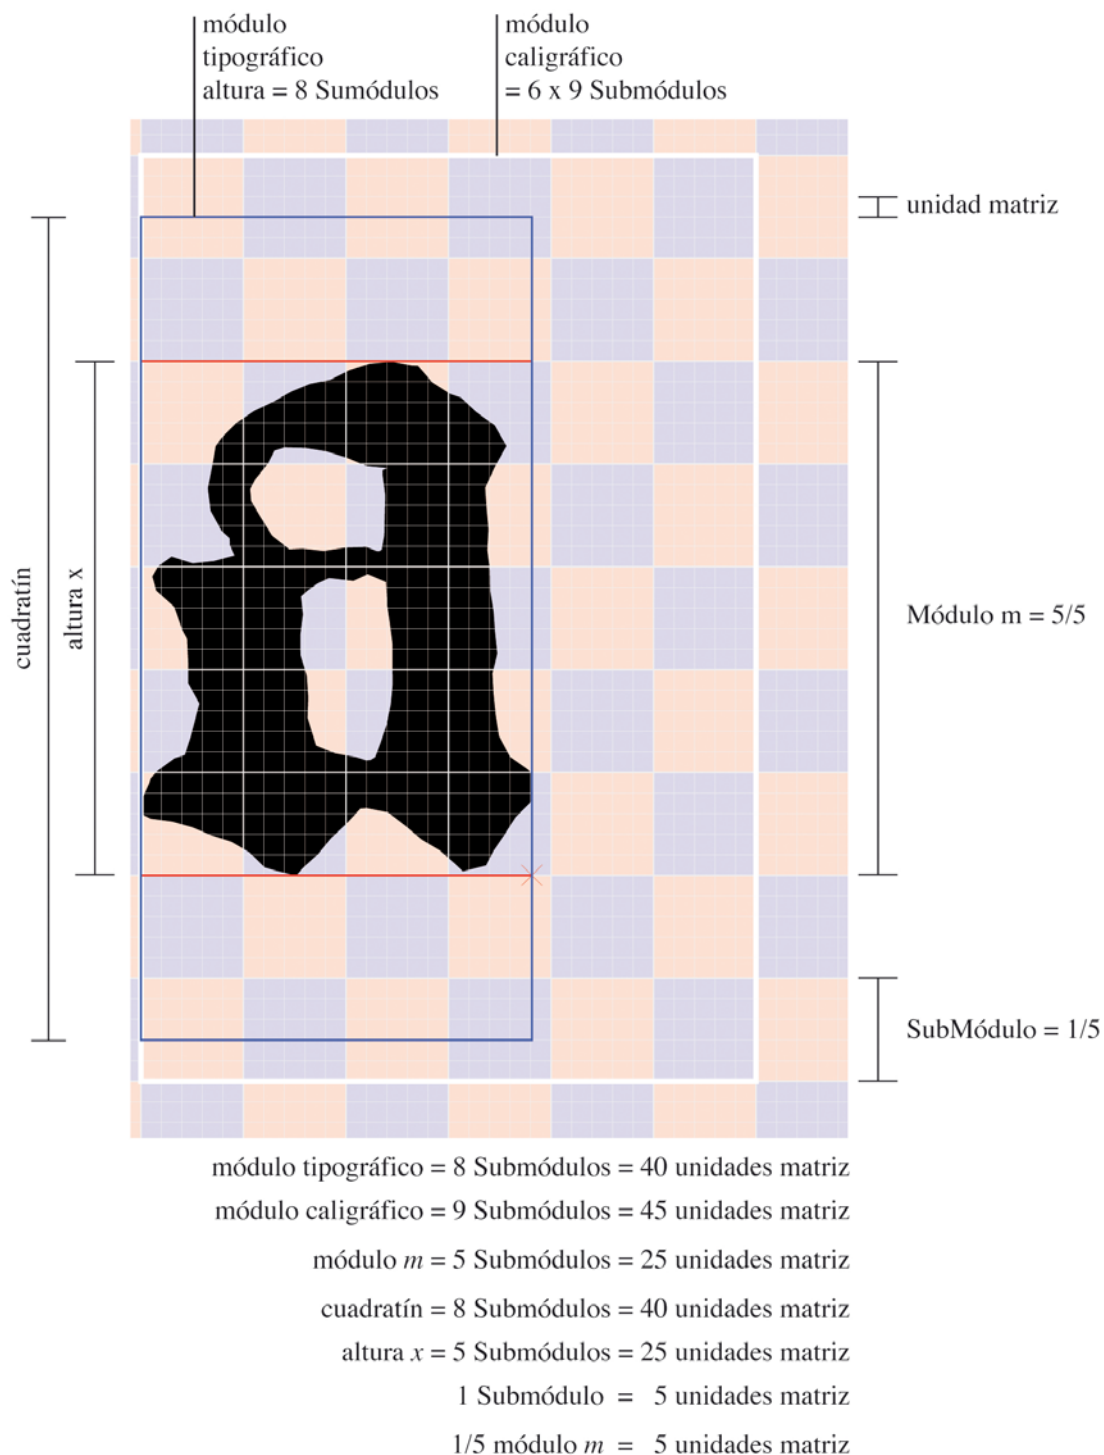 módulo
tipográfico
altura = 8 Sumódulos
módulo
caligráfico
= 6 x 9 Submódulos
unidad matriz
cuadratín
altura x
Módulo m = 5/5
SubMódulo = 1/5
módulo tipográfico = 8 Submódulos = 40 unidades matriz
módulo caligráfico = 9 Submódulos = 45 unidades matriz
módulo m = 5 Submódulos = 25 unidades matriz
cuadratín = 8 Submódulos = 40 unidades matriz
altura x = 5 Submódulos = 25 unidades matriz
1 Submódulo = 5 unidades matriz
1/5 módulo m = 5 unidades matriz